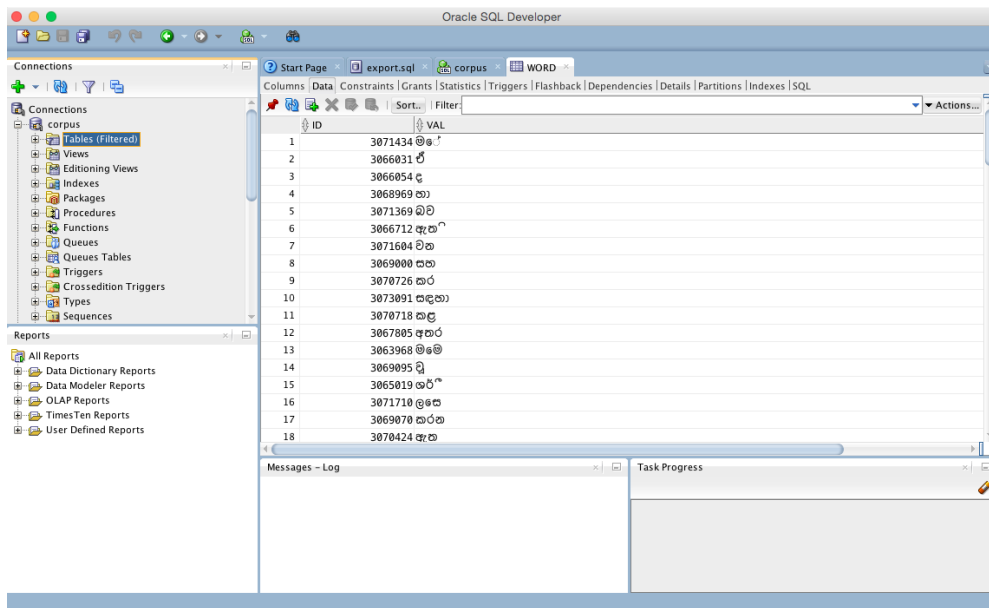 Oracle SQL Developer
Connections
Connections
corpus
Tables (Filtered)
Views
Editioning Views
Indexes
Packages
Procedures
Functions
Queues
Queues Tables
Triggers
Crossedition Triggers
Types
Sequences
Reports
All Reports
Data Dictionary Reports
Data Modeler Reports
OLAP Reports
TimesTen Reports
User Defined Reports
Start Page export.sql corpus WORD
Columns Data Constraints Grants Statistics Triggers Flashback Dependencies Details Partitions Indexes SQL
Sort.. Filter: Actions...
ID VAL
1 3071434 මේ
2 3066031 ඒ
3 3066054 ද
4 3068969 හා
5 3071369 බව
6 3066712 ඇති
7 3071604 වන
8 3069000 සහ
9 3070726 කර
10 3073091 සඳහා
11 3070718 කළ
12 3067805 අතර
13 3063968 මෙම
14 3069095 වූ
15 3065019 ශ්‍රී
16 3071710 ලෙස
17 3069070 කරන
18 3070424 ඇත
Messages - Log
Task Progress